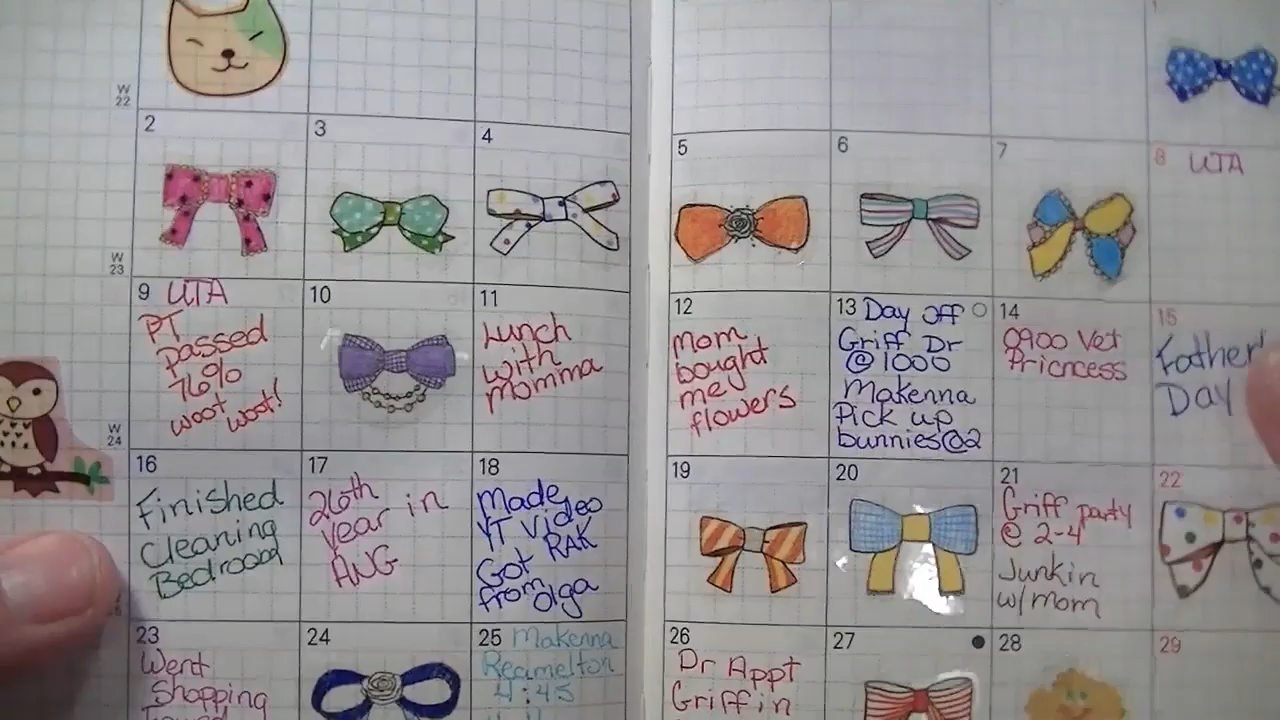 W
22
2
3
4
5
6
7
8 UTA
W
23
9 UTA
PT
Passed
76%
woot woot!
10
11
Lunch
with
momma
12
mom
bought
me
flowers
13 Day off
Griff Dr
@ 1000
Makenna
Pick up
bunnies@2
14
0900 Vet
Pricness
15
Father'
Day
W
24
16
Finished
Cleaning
Bedroom
17
26th
year in
ANG
18
Made
YT Video
Got RAK
from Olga
19
20
21
Griff party
@ 2-4
Junkin
w/mom
22
23
Went
Shopping
24
25 Makenna
4:45
26
Dr Appt
Griffin
27
28
29